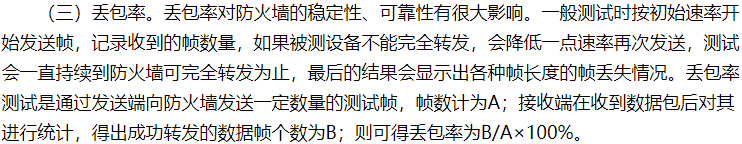 （三）丢包率。丢包率对防火墙的稳定性、可靠性有很大影响。一般测试时按初始速率开
始发送帧，记录收到的帧数量，如果被测设备不能完全转发，会降低一点速率再次发送，测试
会一直持续到防火墙可完全转发为止，最后的结果会显示出各种帧长度的帧丢失情况。丢包率
测试是通过发送端向防火墙发送一定数量的测试帧，帧数计为A；接收端在收到数据包后对其
进行统计，得出成功转发的数据帧个数为B；则可得丢包率为B/A×100%。